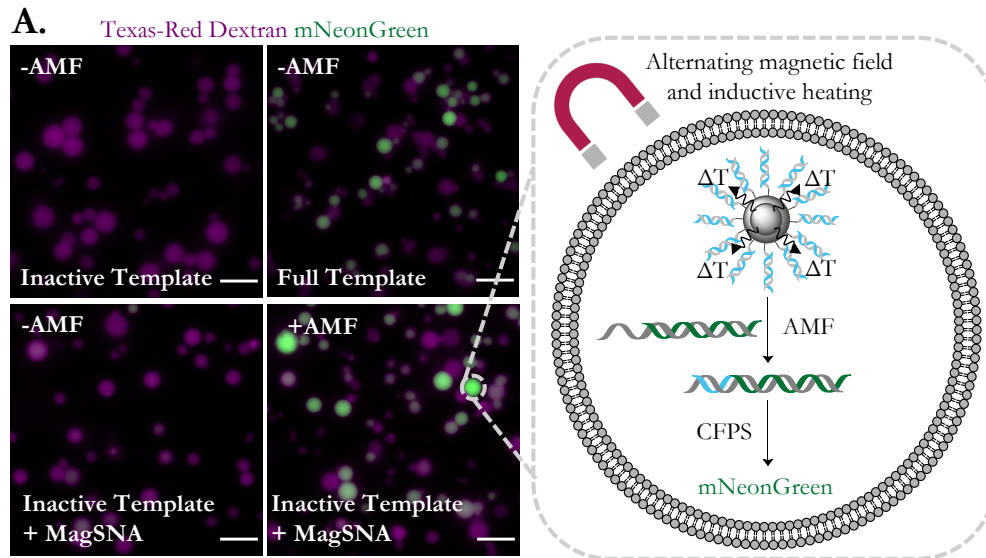 A.
Texas-Red Dextran mNeonGreen
-AMF
Inactive Template
-AMF
Full Template
-AMF
Inactive Template
+ MagSNA
+AMF
Inactive Template
+ MagSNA
Alternating magnetic field
and inductive heating
ΔT
ΔT
ΔT
ΔT
AMF
CFPS
mNeonGreen